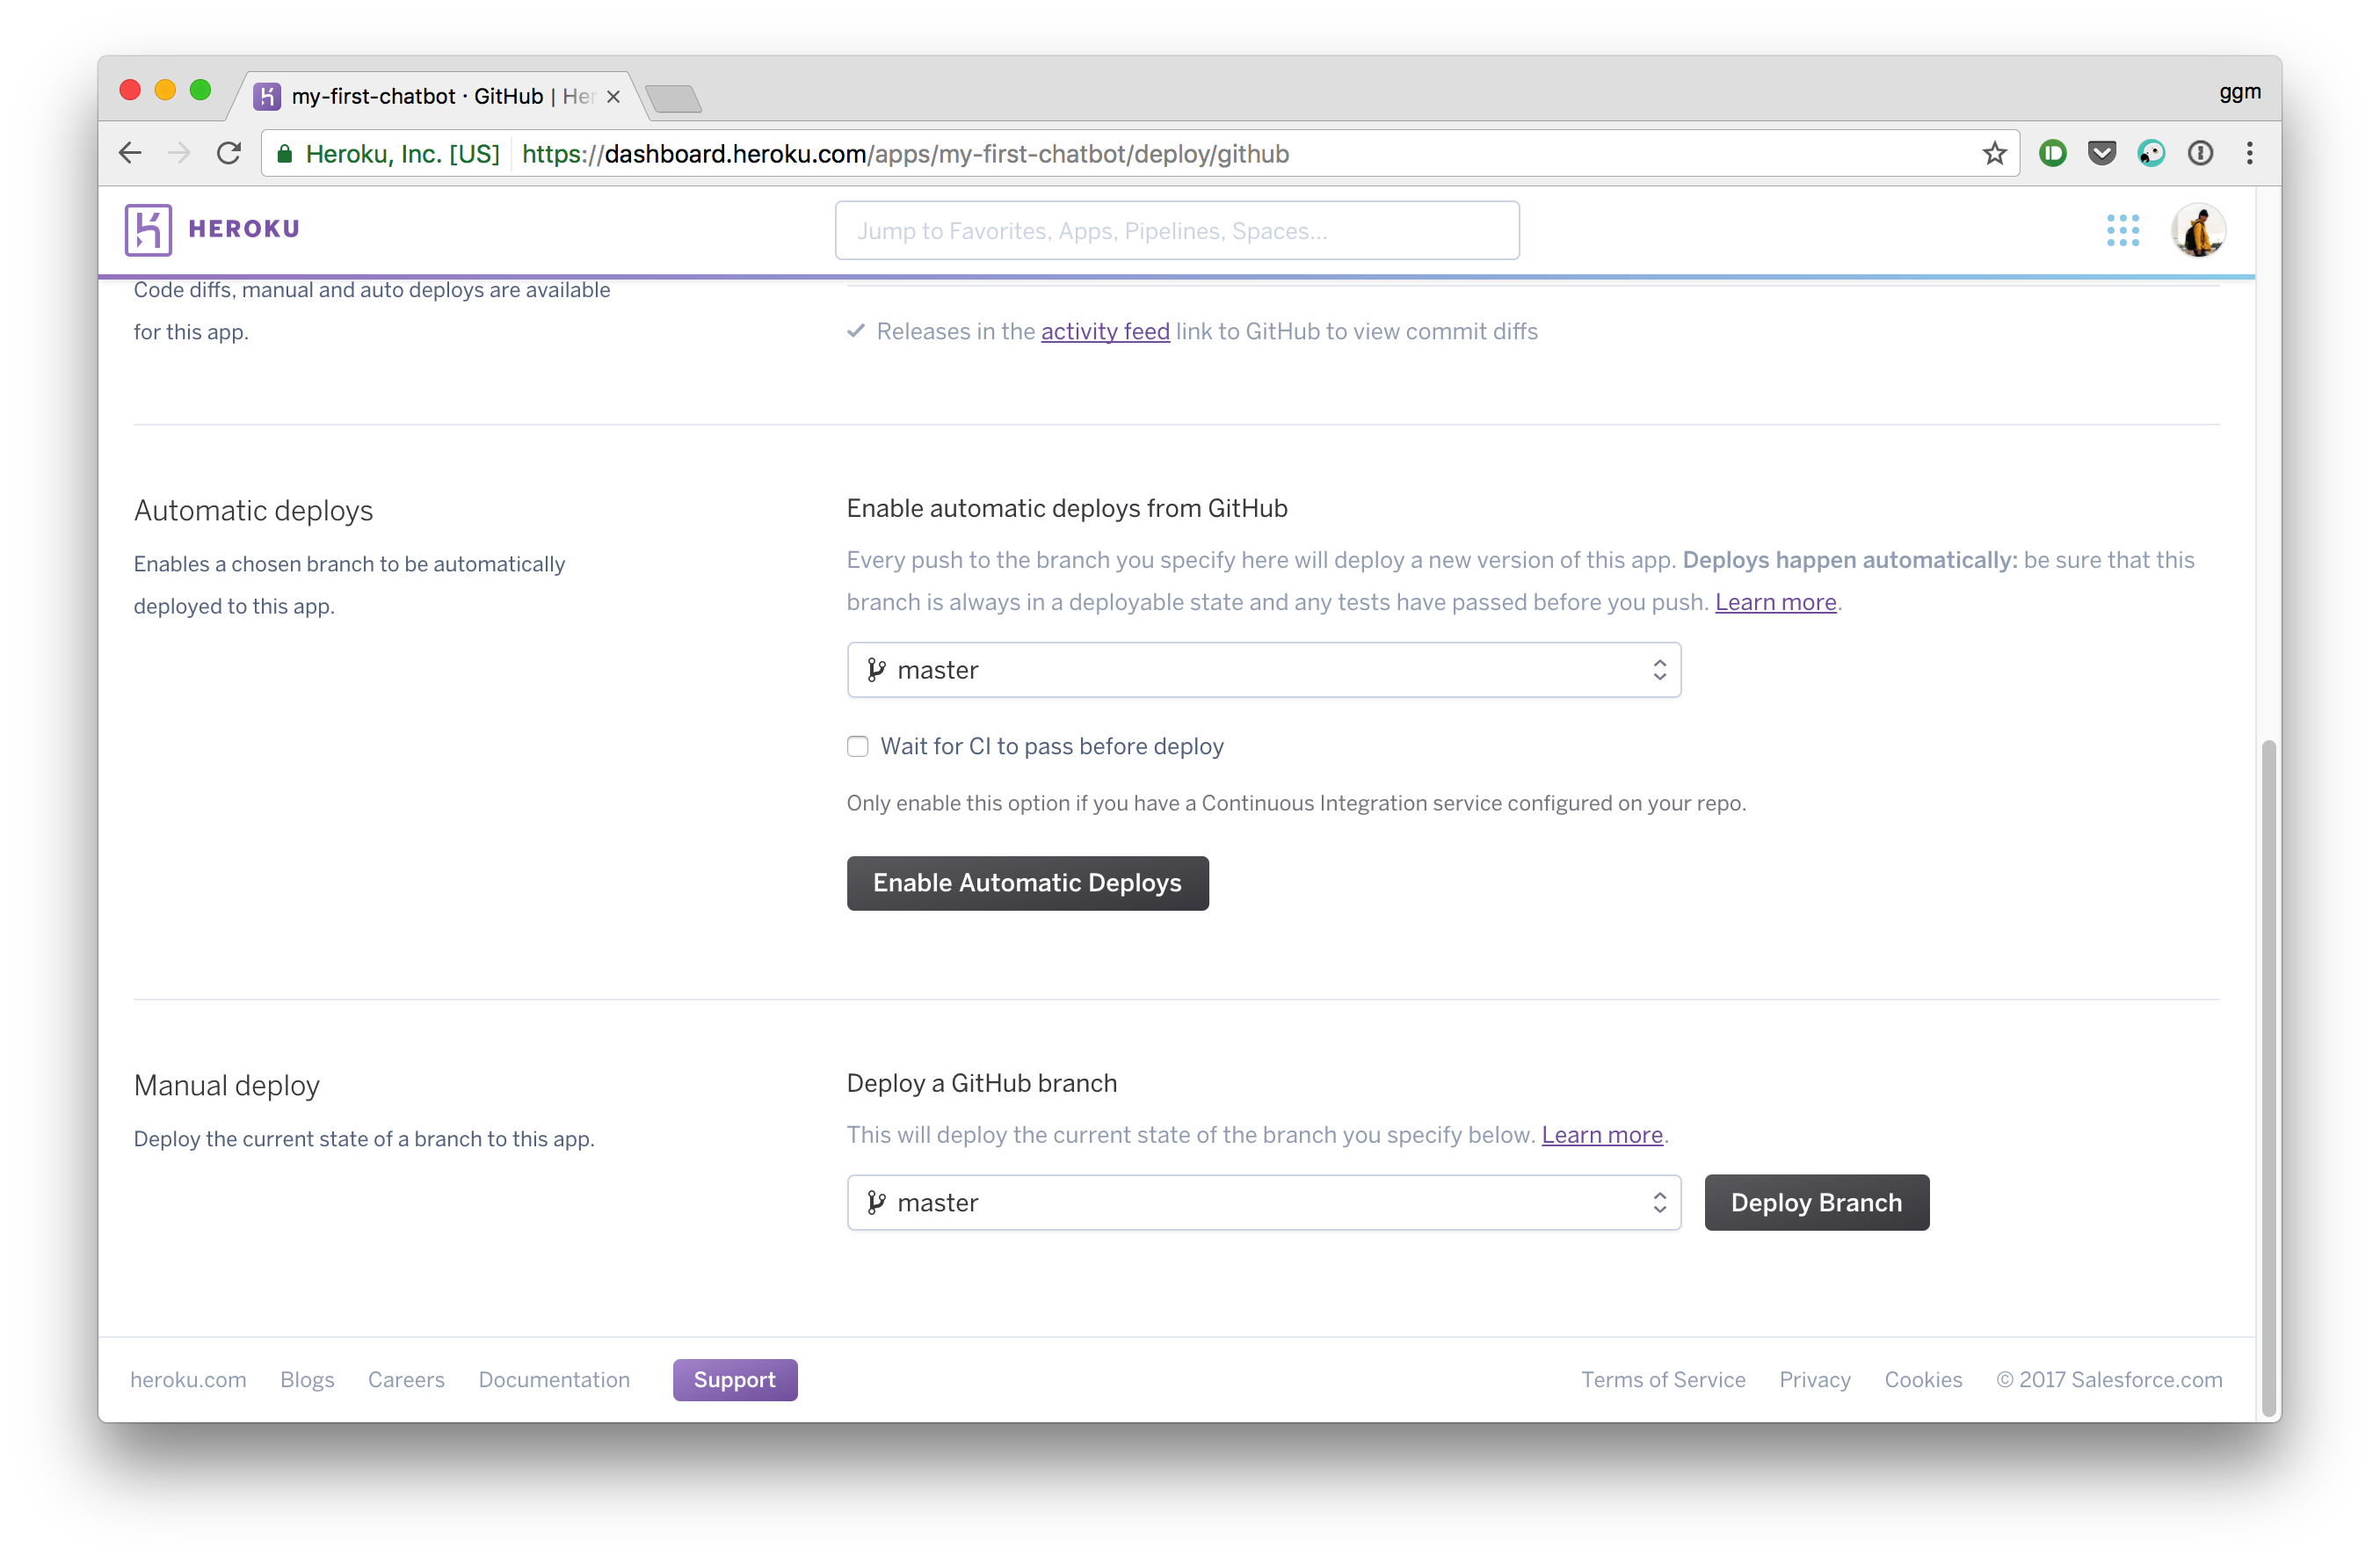 my-first-chatbot · GitHub | Her
ggm
Heroku, Inc. [US] https://dashboard.heroku.com/apps/my-first-chatbot/deploy/github
HEROKU
Jump to Favorites, Apps, Pipelines, Spaces...
Code diffs, manual and auto deploys are available
for this app.
Releases in the activity feed link to GitHub to view commit diffs
Automatic deploys
Enables a chosen branch to be automatically
deployed to this app.
Enable automatic deploys from GitHub
Every push to the branch you specify here will deploy a new version of this app. Deploys happen automatically: be sure that this
branch is always in a deployable state and any tests have passed before you push. Learn more.
master
Wait for CI to pass before deploy
Only enable this option if you have a Continuous Integration service configured on your repo.
Enable Automatic Deploys
Manual deploy
Deploy the current state of a branch to this app.
Deploy a GitHub branch
This will deploy the current state of the branch you specify below. Learn more.
master
Deploy Branch
heroku.com Blogs Careers Documentation Support Terms of Service Privacy Cookies © 2017 Salesforce.com